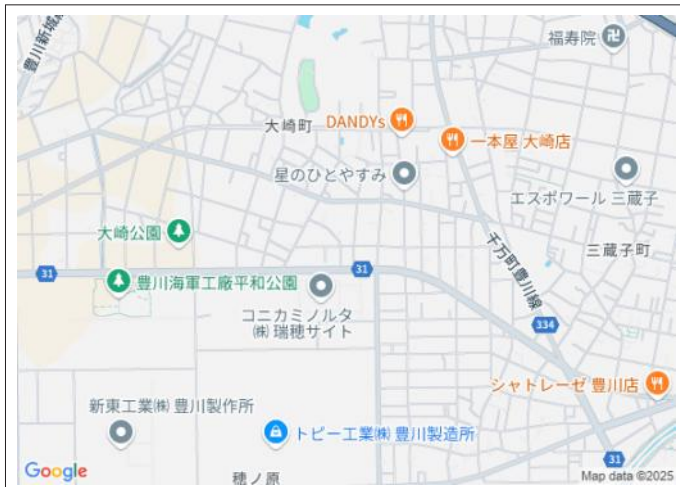 豊川新城線
福寿院
大崎町
DANDYs
一本屋 大崎店
星のひとやすみ
エスポワール 三蔵子
大崎公園
千万町豊川線
三蔵子町
31
31
豊川海軍工廠平和公園
コニカミノルタ
㈱ 瑞穂サイト
334
シャトレーゼ 豊川店
新東工業㈱ 豊川製作所
トピー工業㈱ 豊川製造所
31
穂ノ原
Google
Map data ©2025